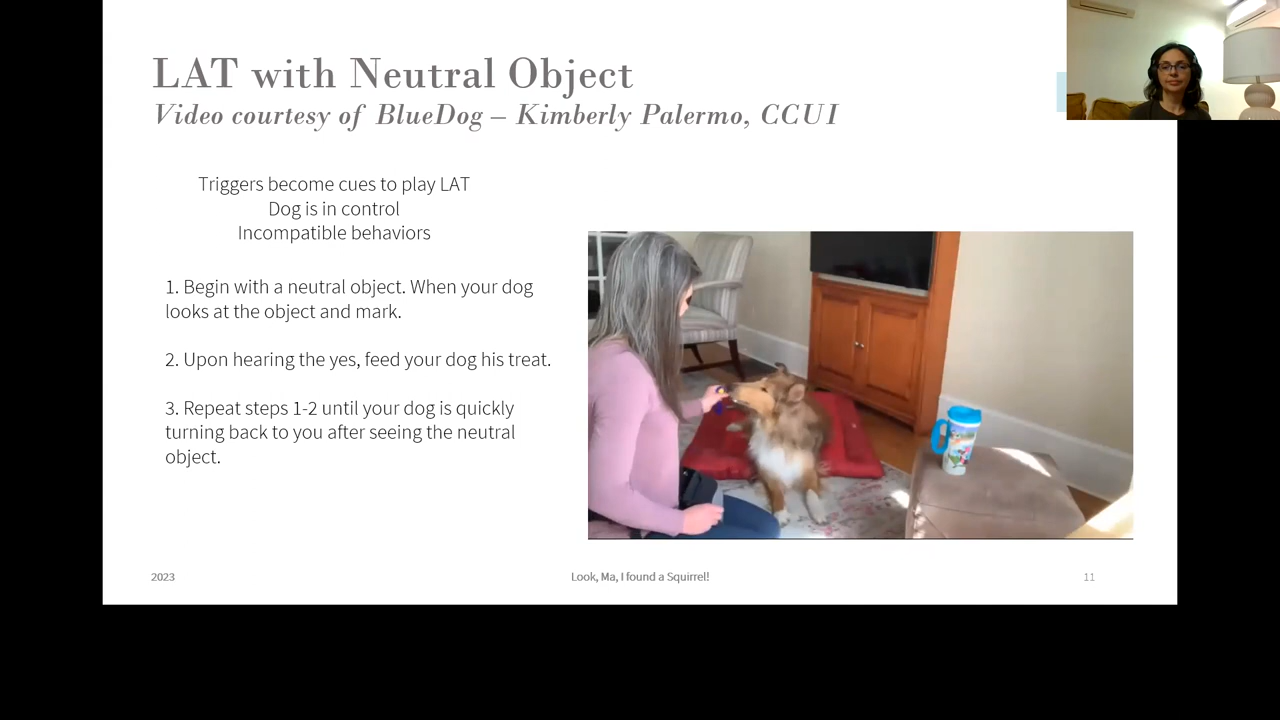 LAT with Neutral Object
Video courtesy of BlueDog – Kimberly Palermo, CCUI
Triggers become cues to play LAT
Dog is in control
Incompatible behaviors
1. Begin with a neutral object. When your dog
looks at the object and mark.
2. Upon hearing the yes, feed your dog his treat.
3. Repeat steps 1-2 until your dog is quickly
turning back to you after seeing the neutral
object.
2023
Look, Ma, I found a Squirrel!
11